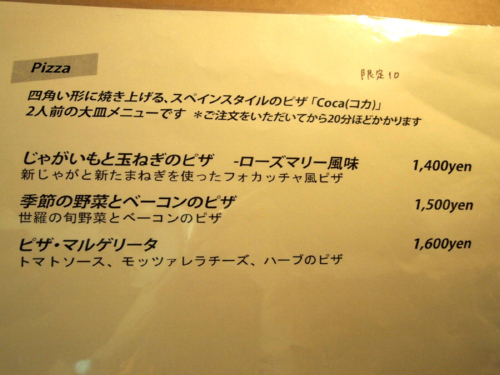 Pizza
限定10
四角い形に焼き上げる、スペインスタイルのピザ「Coca(コカ)」
2人前の大皿メニューです ＊ご注文をいただいてから20分ほどかかります
じゃがいもと玉ねぎのピザ -ローズマリー風味 1,400yen
新じゃがと新たまねぎを使ったフォカッチャ風ピザ
季節の野菜とベーコンのピザ 1,500yen
世羅の旬野菜とベーコンのピザ
ピザ・マルゲリータ 1,600yen
トマトソース、モッツァレラチーズ、ハーブのピザ